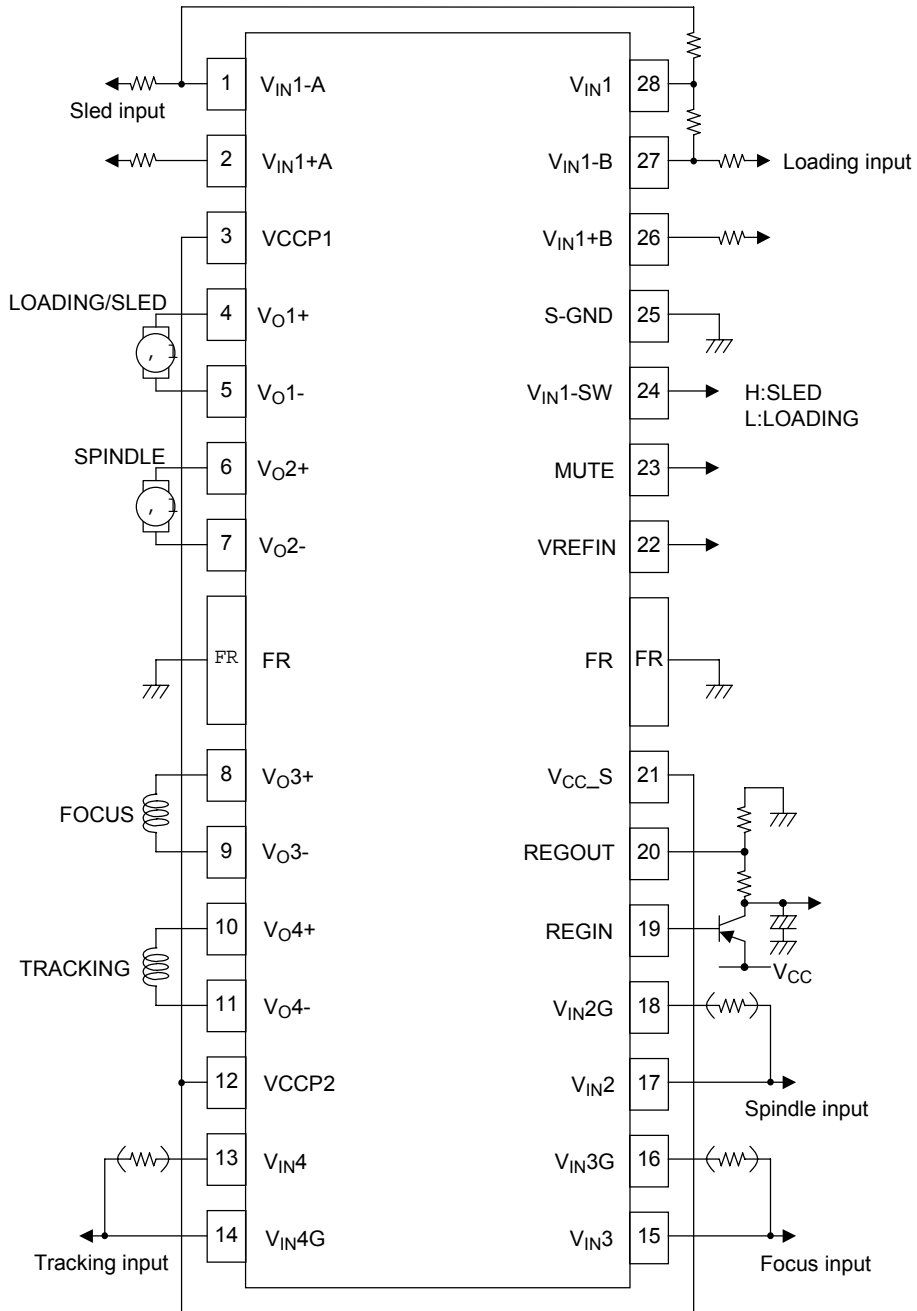 1 VIN1-A VIN1 28
Sled input
2 VIN1+A VIN1-B 27 Loading input
3 VCCP1 VIN1+B 26
LOADING/SLED
4 VO1+ S-GND 25
5 VO1- VIN1-SW 24 H:SLED
L:LOADING
SPINDLE
6 VO2+ MUTE 23
7 VO2- VREFIN 22
FR FR FR FR
8 VO3+ VCC_S 21
FOCUS
9 VO3- REGOUT 20
10 VO4+ REGIN 19
TRACKING
VCC
11 VO4- VIN2G 18
12 VCCP2 VIN2 17
Spindle input
13 VIN4 VIN3G 16
14 VIN4G VIN3 15
Tracking input Focus input